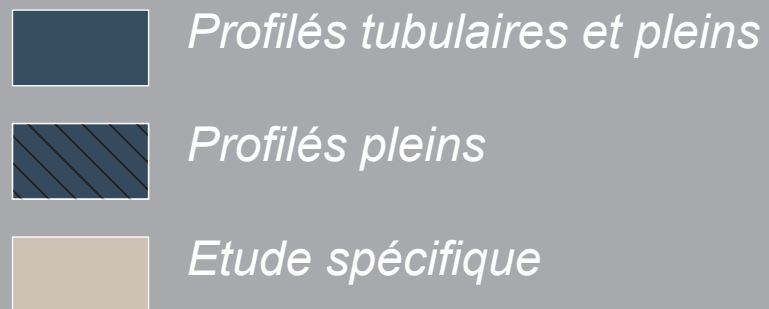 Profilés tubulaires et pleins
Profilés pleins
Etude spécifique